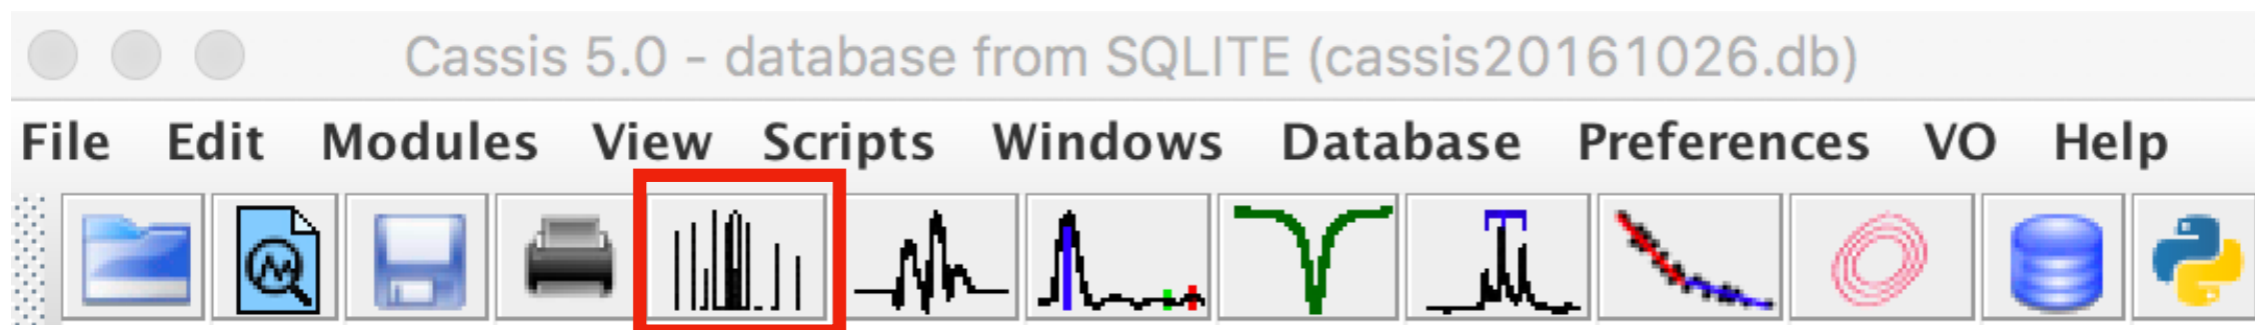 Cassis 5.0 - database from SQLITE (cassis20161026.db)
File Edit Modules View Scripts Windows Database Preferences VO Help